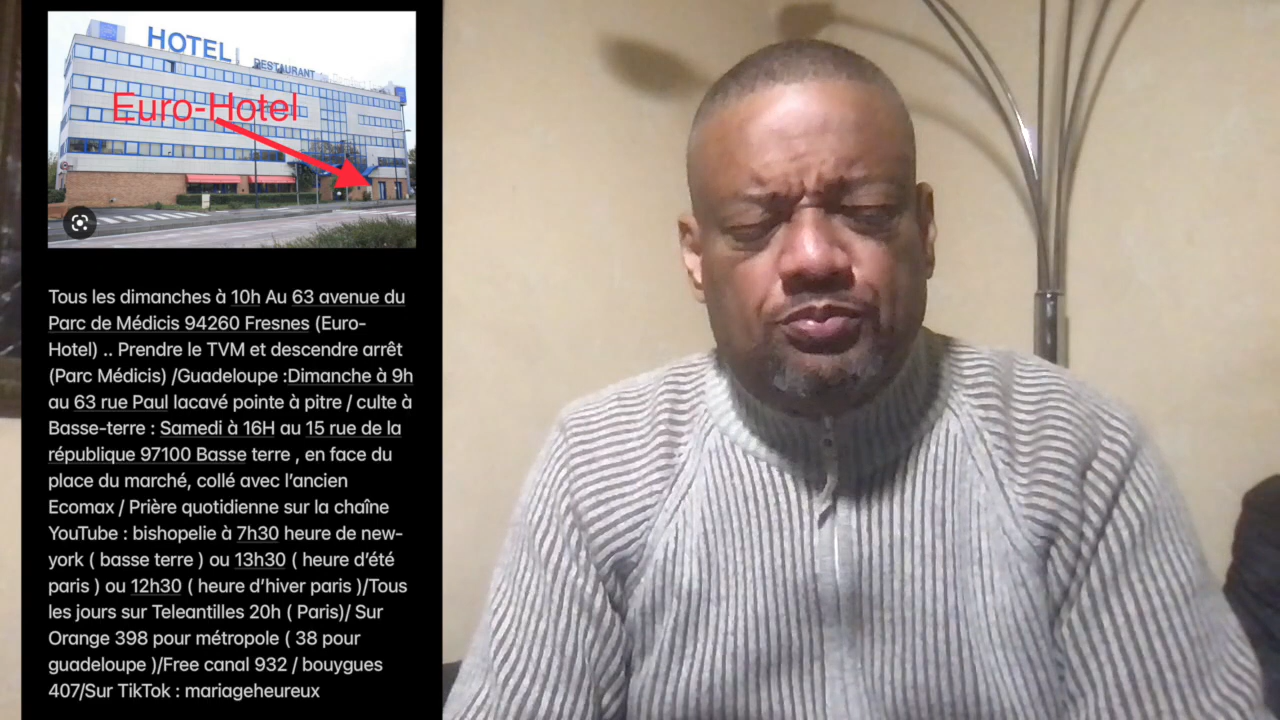 HOTEL
RESTAURANT
Euro-Hotel
Tous les dimanches à 10h Au 63 avenue du
Parc de Médicis 94260 Fresnes (Euro-
Hotel) .. Prendre le TVM et descendre arrêt
(Parc Médicis) /Guadeloupe :Dimanche à 9h
au 63 rue Paul lacavé pointe à pitre / culte à
Basse-terre : Samedi à 16H au 15 rue de la
république 97100 Basse terre , en face du
place du marché, collé avec l'ancien
Ecomax / Prière quotidienne sur la chaîne
YouTube : bishopelie à 7h30 heure de new-
york ( basse terre ) ou 13h30 ( heure d'été
paris ) ou 12h30 ( heure d'hiver paris )/Tous
les jours sur Teleantilles 20h ( Paris)/ Sur
Orange 398 pour métropole ( 38 pour
guadeloupe )/Free canal 932 / bouygues
407/Sur TikTok : mariageheureux